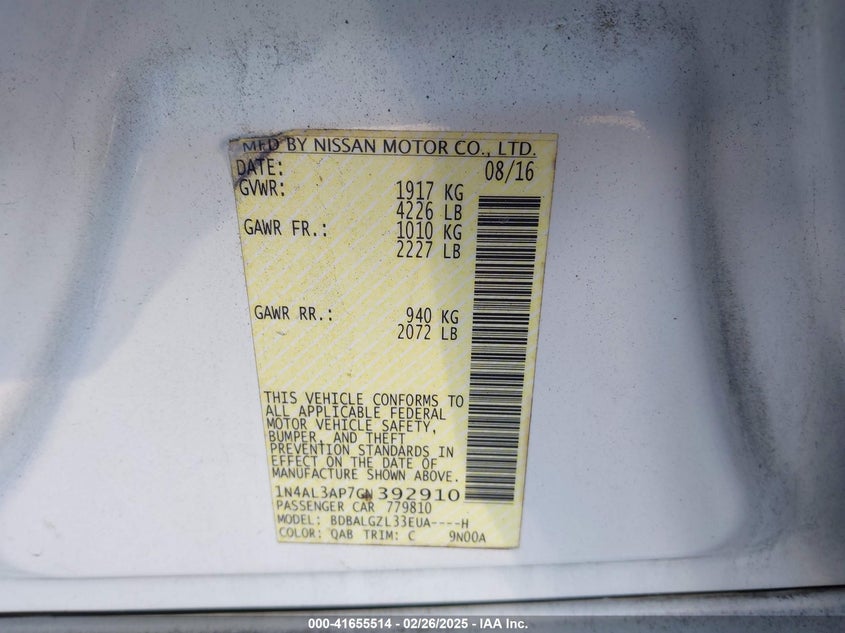 MFD BY NISSAN MOTOR CO., LTD.
DATE: 08/16
GVWR: 1917 KG
4226 LB
GAWR FR.: 1010 KG
2227 LB
GAWR RR.: 940 KG
2072 LB
THIS VEHICLE CONFORMS TO
ALL APPLICABLE FEDERAL
MOTOR VEHICLE SAFETY,
BUMPER, AND THEFT
PREVENTION STANDARDS IN
EFFECT ON THE DATE OF
MANUFACTURE SHOWN ABOVE.
1N4AL3AP7GN392910
PASSENGER CAR 779810
MODEL: BDBALGZL33EUA----H
COLOR: QAB TRIM: C 9N00A
000-41655514 — 02/26/2025 — IAA Inc.